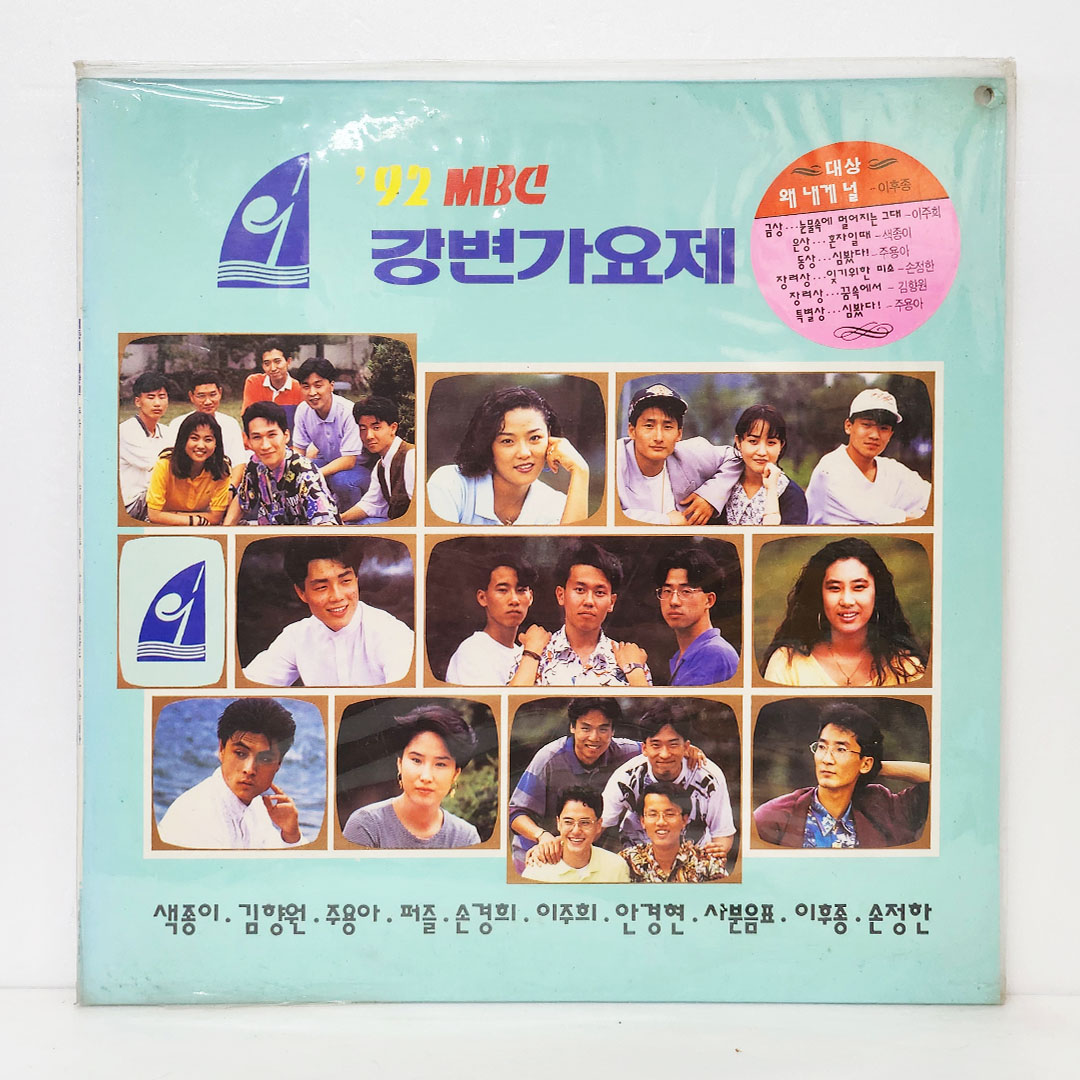 '92 MBC
강변가요제
대상
왜 내게 널 -이후종
금상···눈물속에 멀어지는 그대-이주희
은상···혼자일때-색종이
동상···심봤다!-주용아
장려상···잊기위한 미소-손정한
장려상···꿈속에서 - 김향원
특별상···심봤다!-주용아
색종이 · 김향원 · 주용아 · 퍼즐 · 손경희 · 이주희 · 안경현 · 사분음표 · 이후종 · 손정한